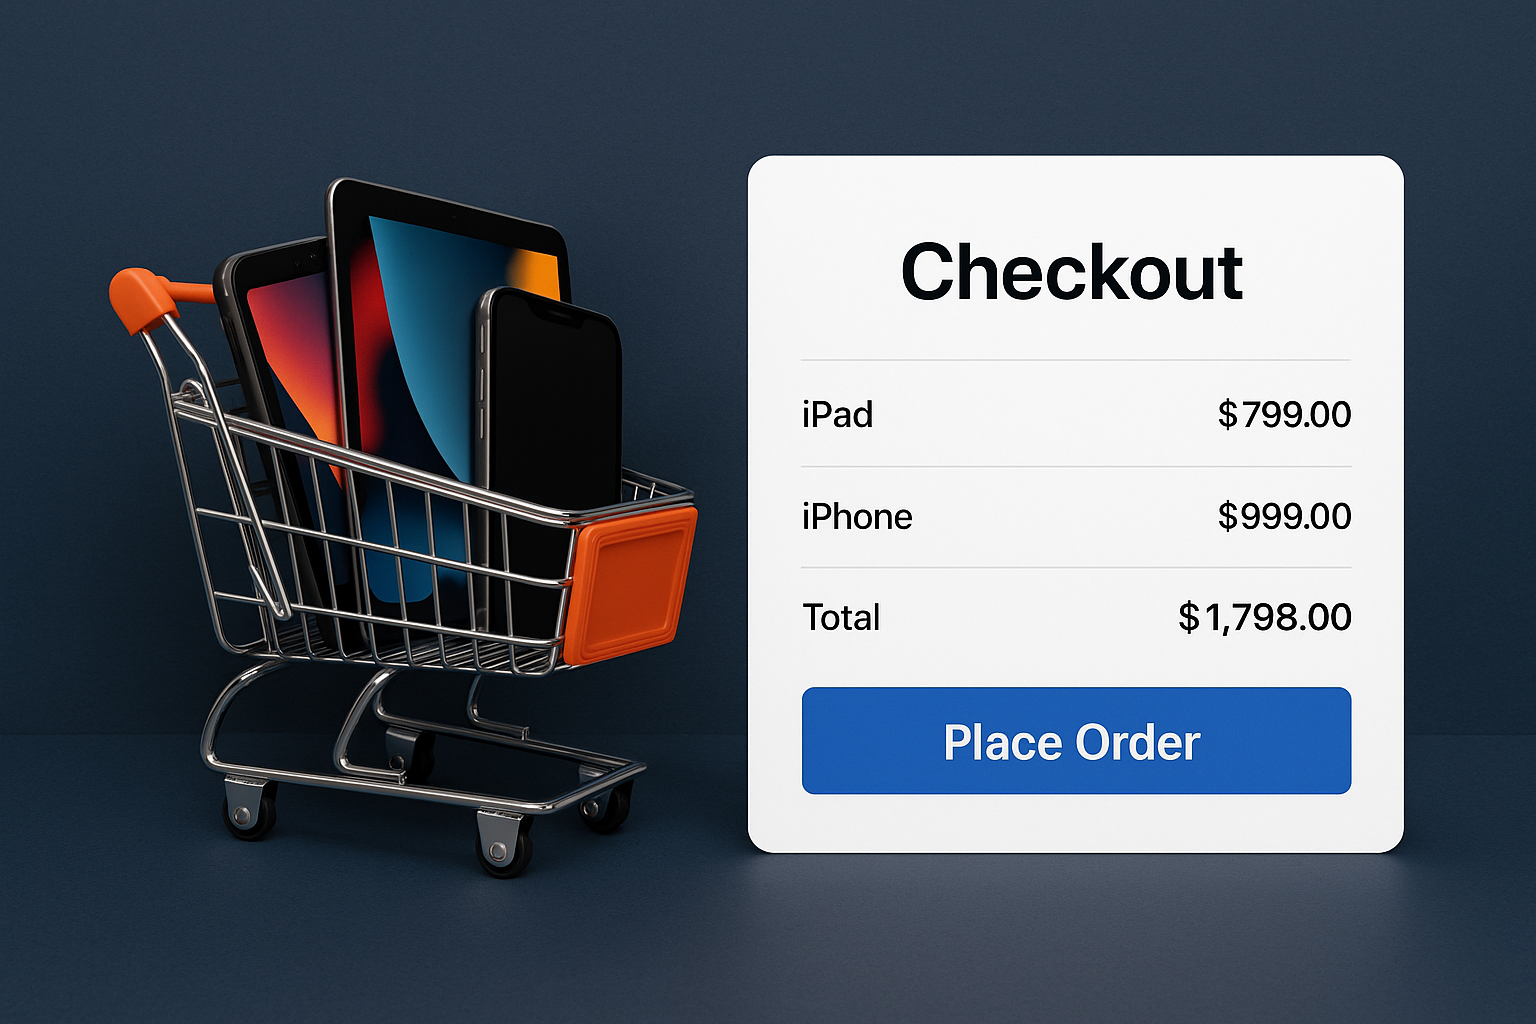 Checkout
iPad $799.00
iPhone $999.00
Total $1,798.00
Place Order